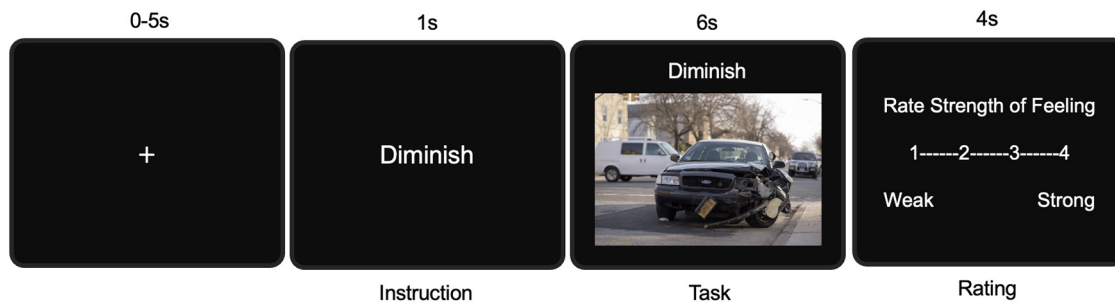 0-5s
1s
6s
4s
+
Diminish
Diminish
Rate Strength of Feeling
1------2------3------4
Weak
Strong
Instruction
Task
Rating